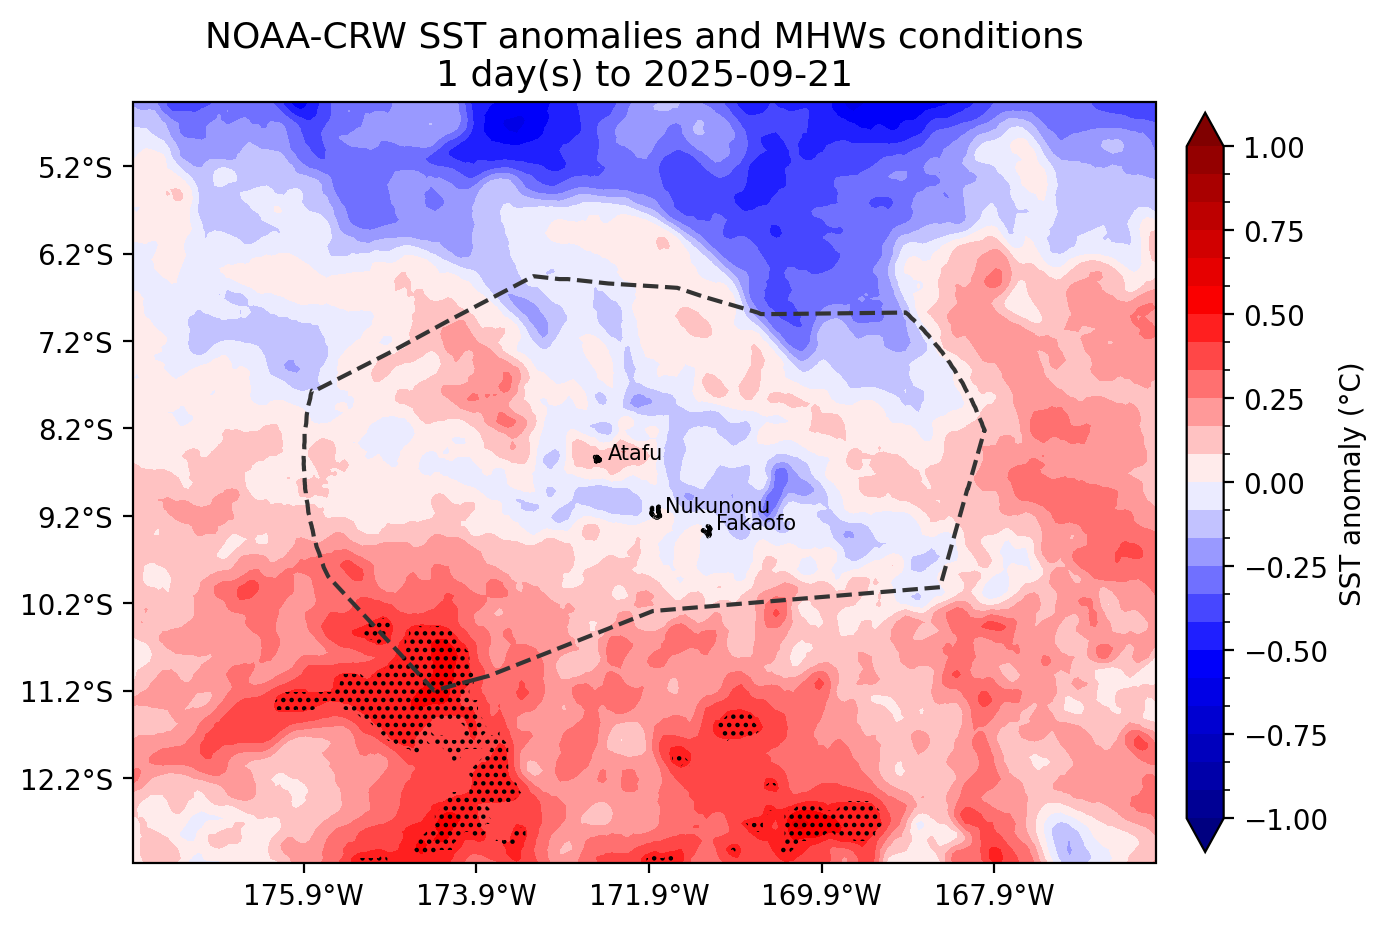 NOAA-CRW SST anomalies and MHWs conditions
1 day(s) to 2025-09-21
5.2°S
6.2°S
7.2°S
8.2°S
9.2°S
10.2°S
11.2°S
12.2°S
Atafu
Nukunonu
Fakaofo
175.9°W
173.9°W
171.9°W
169.9°W
167.9°W
1.00
0.75
0.50
0.25
0.00
−0.25
−0.50
−0.75
−1.00
SST anomaly (°C)